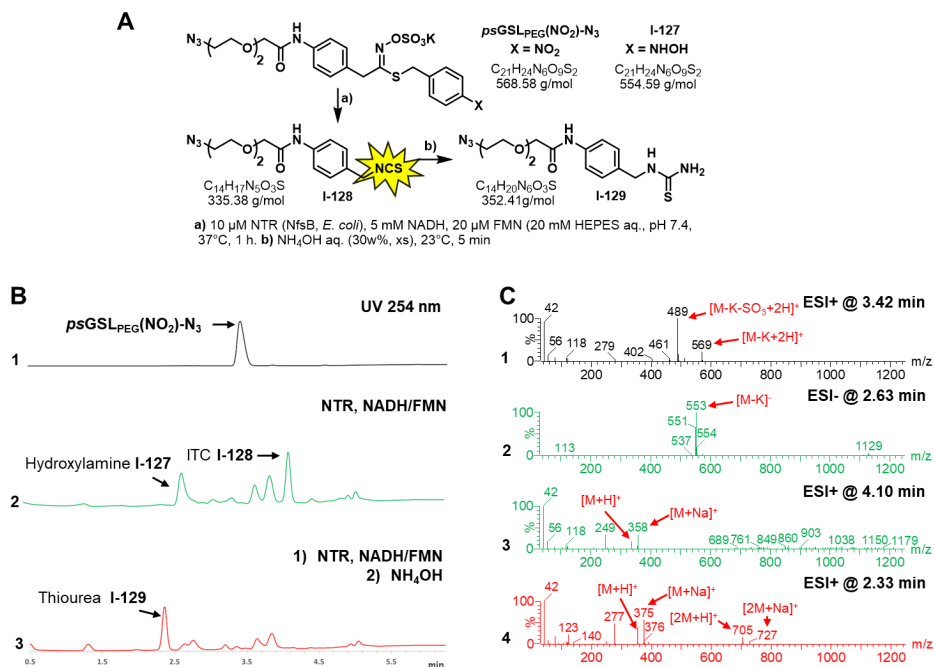 A
psGSLPEG(NO2)-N3
X = NO2
C21H24N6O9S2
568.58 g/mol
I-127
X = NHOH
C21H24N6O9S2
554.59 g/mol
N3
O
2
O
H
N
N
OSO3K
S
X
a)
N3
O
2
O
H
N
NCS
I-128
C14H17N5O3S
335.38 g/mol
b)
N3
O
2
O
H
N
H
N
NH2
S
C14H20N6O3S
352.41g/mol
I-129
a) 10 µM NTR (NfsB, E. coli), 5 mM NADH, 20 µM FMN (20 mM HEPES aq., pH 7.4,
37°C, 1 h. b) NH4OH aq. (30w%, xs), 23°C, 5 min
B
UV 254 nm
psGSLPEG(NO2)-N3
1
NTR, NADH/FMN
Hydroxylamine I-127
ITC I-128
2
1) NTR, NADH/FMN
2) NH4OH
Thiourea I-129
3
0.5 1.5 2.5 3.5 4.5 5.5 min
C
ESI+ @ 3.42 min
100
%
0
42
56
118
279
402
461
489
569
[M-K-SO3+2H]+
[M-K+2H]+
1
200 400 600 800 1000 1200 m/z
ESI- @ 2.63 min
100
%
0
113
537
551
553
554
1129
[M-K]-
2
200 400 600 800 1000 1200 m/z
ESI+ @ 4.10 min
100
%
0
42
56
118
249
358
689 761 849 860 903 1038 1150 1179
[M+H]+
[M+Na]+
3
200 400 600 800 1000 1200 m/z
ESI+ @ 2.33 min
100
%
0
42
123
140
277
375
376
705
727
[M+H]+
[M+Na]+
[2M+H]+
[2M+Na]+
4
200 400 600 800 1000 1200 m/z